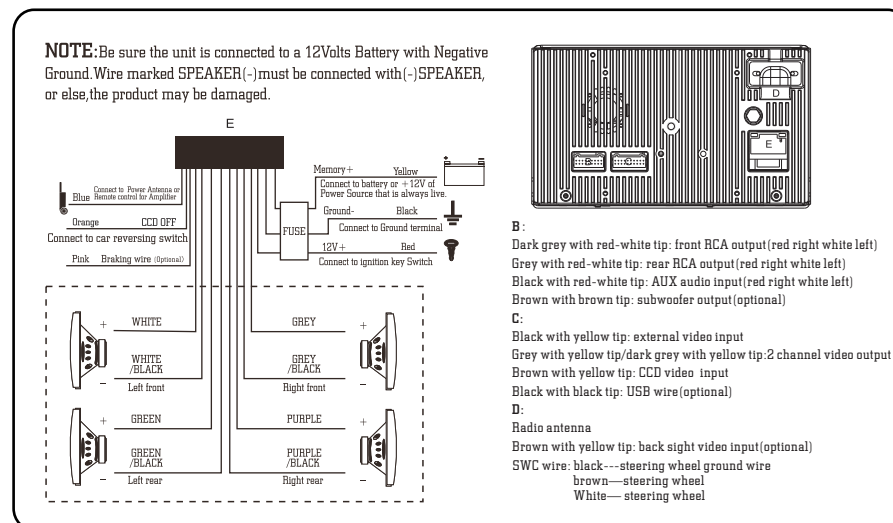 NOTE:Be sure the unit is connected to a 12Volts Battery with Negative
Ground.Wire marked SPEAKER(-)must be connected with(-)SPEAKER,
or else,the product may be damaged.
E
Blue Connect to Power Antenna or
Remote control for Amplifier
Orange CCD OFF
Connect to car reversing switch
Pink Braking wire (Optional)
FUSE
Memory+ Yellow
Connect to battery or +12V of
Power Source that is always live.
Ground- Black
Connect to Ground terminal
12V+ Red
Connect to ignition key Switch
+ -
+ WHITE
WHITE
/BLACK
-
Left front
GREY +
GREY
/BLACK
-
Right front
+ GREEN
GREEN
/BLACK
-
Left rear
PURPLE +
PURPLE
/BLACK
-
Right rear
D
E
B C
B:
Dark grey with red-white tip: front RCA output(red right white left)
Grey with red-white tip: rear RCA output(red right white left)
Black with red-white tip: AUX audio input(red right white left)
Brown with brown tip: subwoofer output(optional)
C:
Black with yellow tip: external video input
Grey with yellow tip/dark grey with yellow tip:2 channel video output
Brown with yellow tip: CCD video input
Black with black tip: USB wire(optional)
D:
Radio antenna
Brown with yellow tip: back sight video input(optional)
SWC wire: black---steering wheel ground wire
brown—steering wheel
White— steering wheel